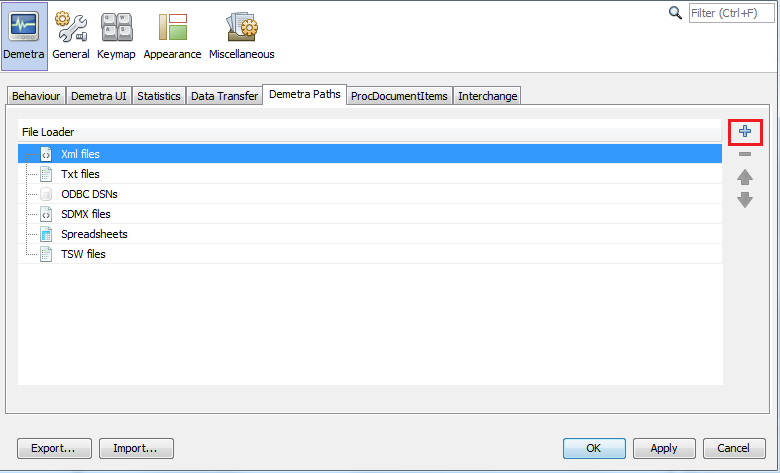 Filter (Ctrl+F)
Demetra General Keymap Appearance Miscellaneous
Behaviour Demetra UI Statistics Data Transfer Demetra Paths ProcDocumentItems Interchange
File Loader
Xml files
Txt files
ODBC DSNs
SDMX files
Spreadsheets
TSW files
Export... Import... OK Apply Cancel